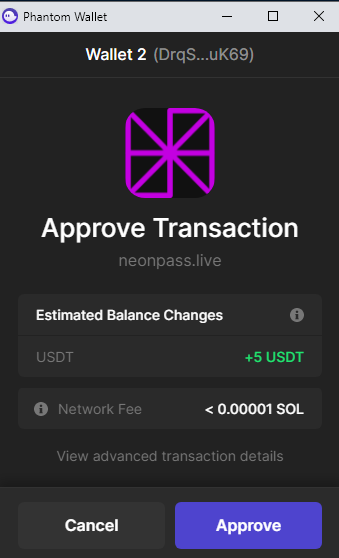 Phantom Wallet
Wallet 2 (DrqS...uK69)
Approve Transaction
neonpass.live
Estimated Balance Changes
USDT +5 USDT
Network Fee < 0.00001 SOL
View advanced transaction details
Cancel Approve